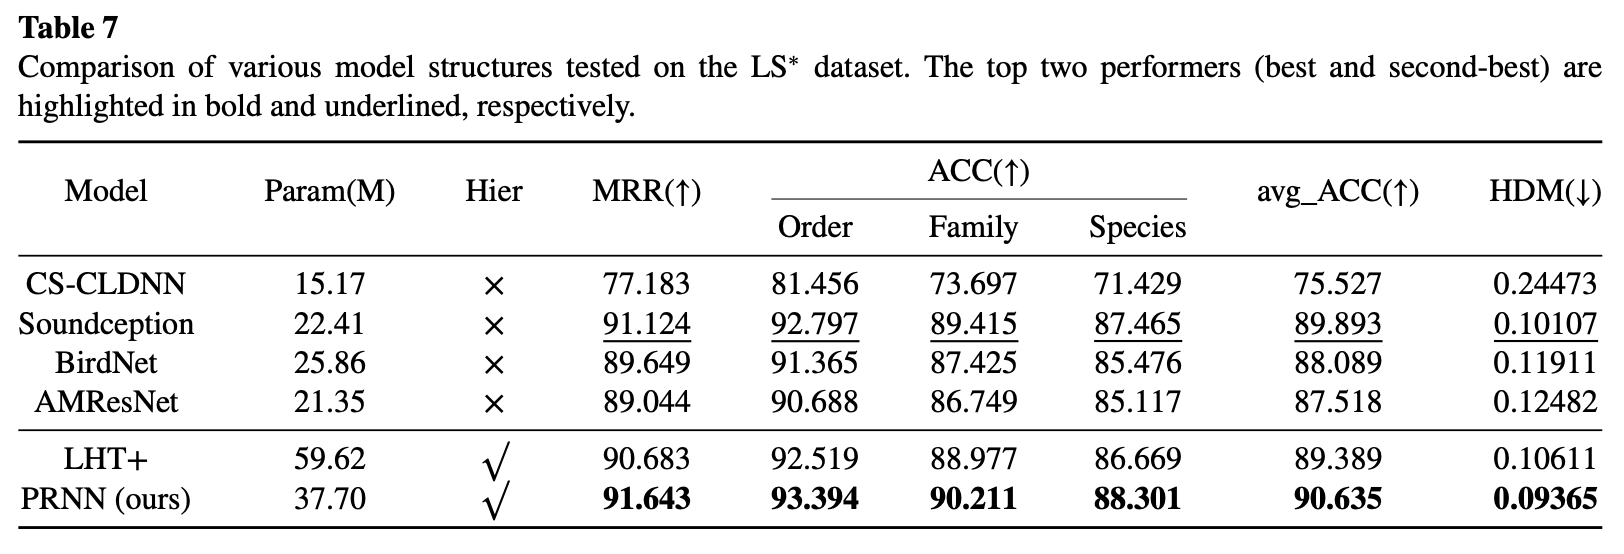 Table 7
Comparison of various model structures tested on the LS* dataset. The top two performers (best and second-best) are
highlighted in bold and underlined, respectively.
Model Param(M) Hier MRR(↑) ACC(↑) avg_ACC(↑) HDM(↓)
Order Family Species
CS-CLDNN 15.17 × 77.183 81.456 73.697 71.429 75.527 0.24473
Soundception 22.41 × 91.124 92.797 89.415 87.465 89.893 0.10107
BirdNet 25.86 × 89.649 91.365 87.425 85.476 88.089 0.11911
AMResNet 21.35 × 89.044 90.688 86.749 85.117 87.518 0.12482
LHT+ 59.62 √ 90.683 92.519 88.977 86.669 89.389 0.10611
PRNN (ours) 37.70 √ 91.643 93.394 90.211 88.301 90.635 0.09365